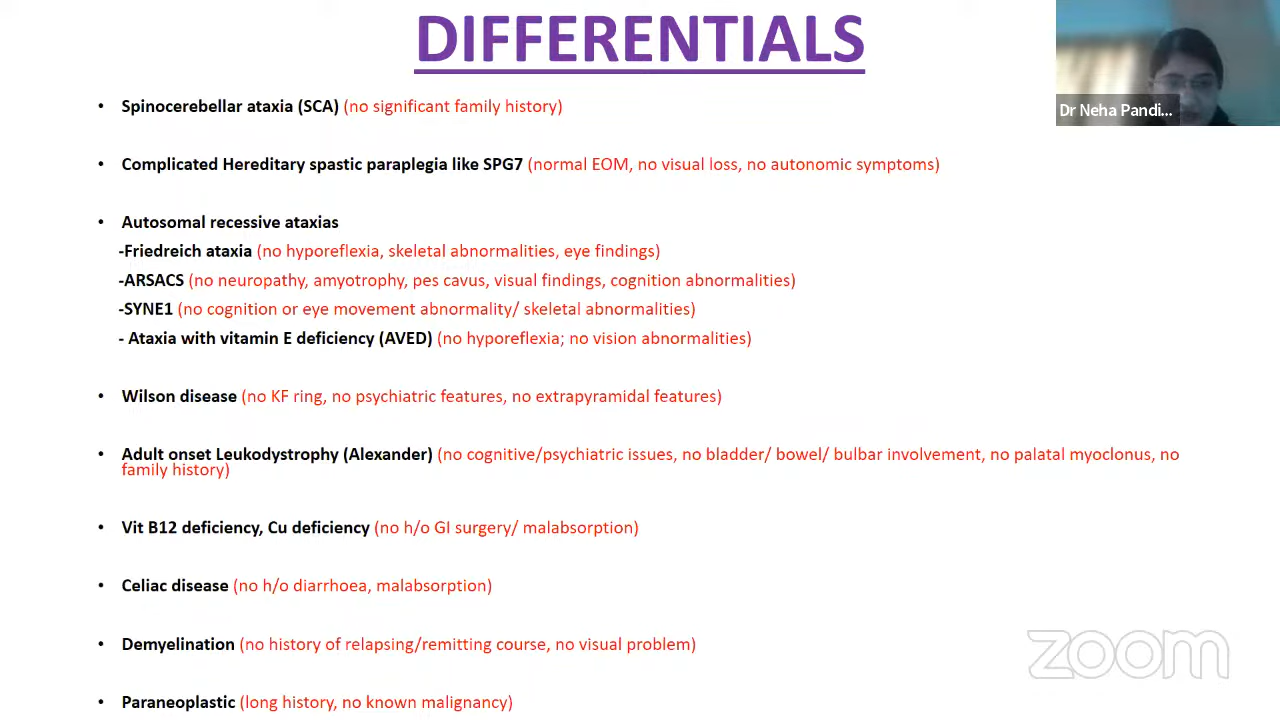 DIFFERENTIALS
Dr Neha Pandi...
• Spinocerebellar ataxia (SCA) (no significant family history)
• Complicated Hereditary spastic paraplegia like SPG7 (normal EOM, no visual loss, no autonomic symptoms)
• Autosomal recessive ataxias
-Friedreich ataxia (no hyporeflexia, skeletal abnormalities, eye findings)
-ARSACS (no neuropathy, amyotrophy, pes cavus, visual findings, cognition abnormalities)
-SYNE1 (no cognition or eye movement abnormality/ skeletal abnormalities)
- Ataxia with vitamin E deficiency (AVED) (no hyporeflexia; no vision abnormalities)
• Wilson disease (no KF ring, no psychiatric features, no extrapyramidal features)
• Adult onset Leukodystrophy (Alexander) (no cognitive/psychiatric issues, no bladder/ bowel/ bulbar involvement, no palatal myoclonus, no
family history)
• Vit B12 deficiency, Cu deficiency (no h/o GI surgery/ malabsorption)
• Celiac disease (no h/o diarrhoea, malabsorption)
• Demyelination (no history of relapsing/remitting course, no visual problem)
zoom
• Paraneoplastic (long history, no known malignancy)